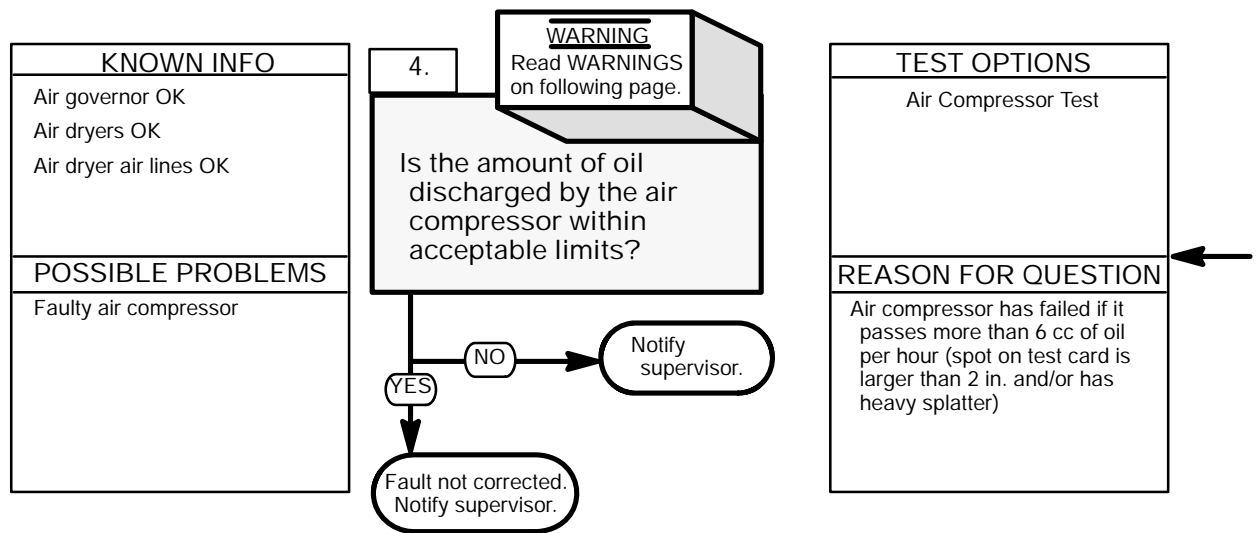 KNOWN INFO
Air governor OK
Air dryers OK
Air dryer air lines OK
POSSIBLE PROBLEMS
Faulty air compressor
4.
WARNING
Read WARNINGS
on following page.
Is the amount of oil
discharged by the air
compressor within
acceptable limits?
NO
Notify
supervisor.
YES
Fault not corrected.
Notify supervisor.
TEST OPTIONS
Air Compressor Test
REASON FOR QUESTION
Air compressor has failed if it
passes more than 6 cc of oil
per hour (spot on test card is
larger than 2 in. and/or has
heavy splatter)